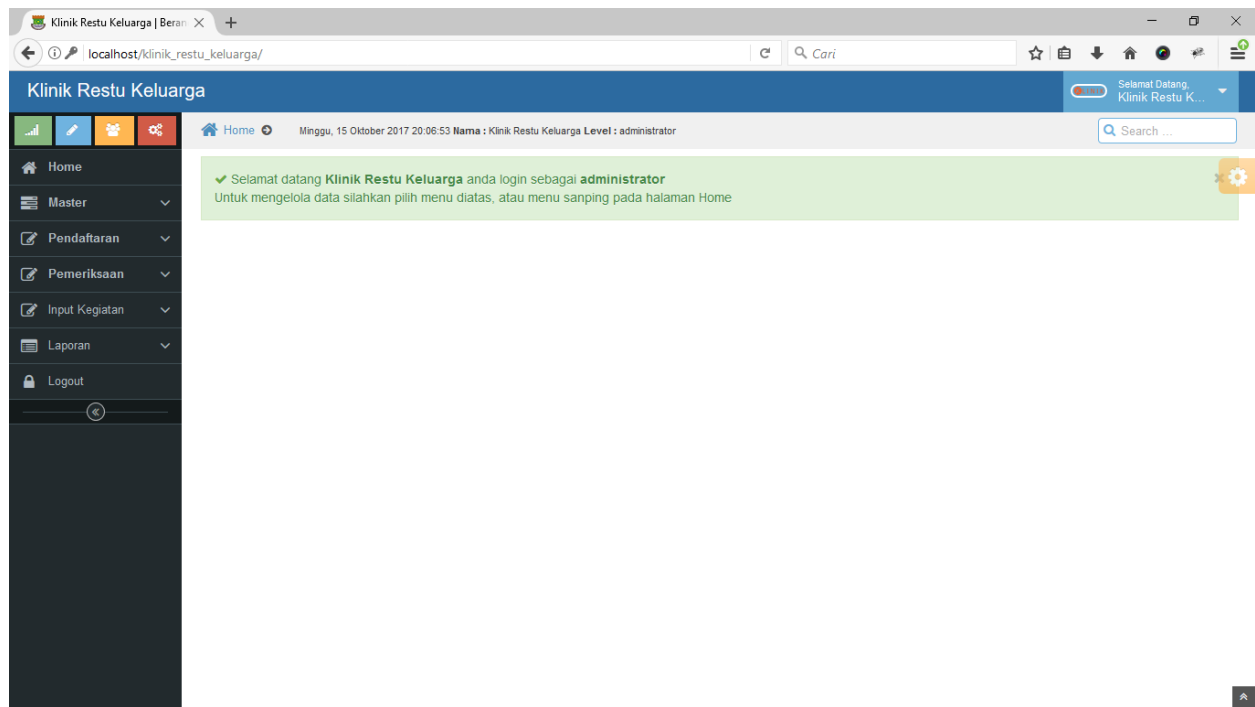 Klinik Restu Keluarga | Beran
localhost/klinik_restu_keluarga/
Cari
Klinik Restu Keluarga
Selamat Datang,
Klinik Restu K...
Home
Minggu, 15 Oktober 2017 20:06:53 Nama : Klinik Restu Keluarga Level : administrator
Search ...
Home
Master
Pendaftaran
Pemeriksaan
Input Kegiatan
Laporan
Logout
Selamat datang Klinik Restu Keluarga anda login sebagai administrator
Untuk mengelola data silahkan pilih menu diatas, atau menu sanping pada halaman Home